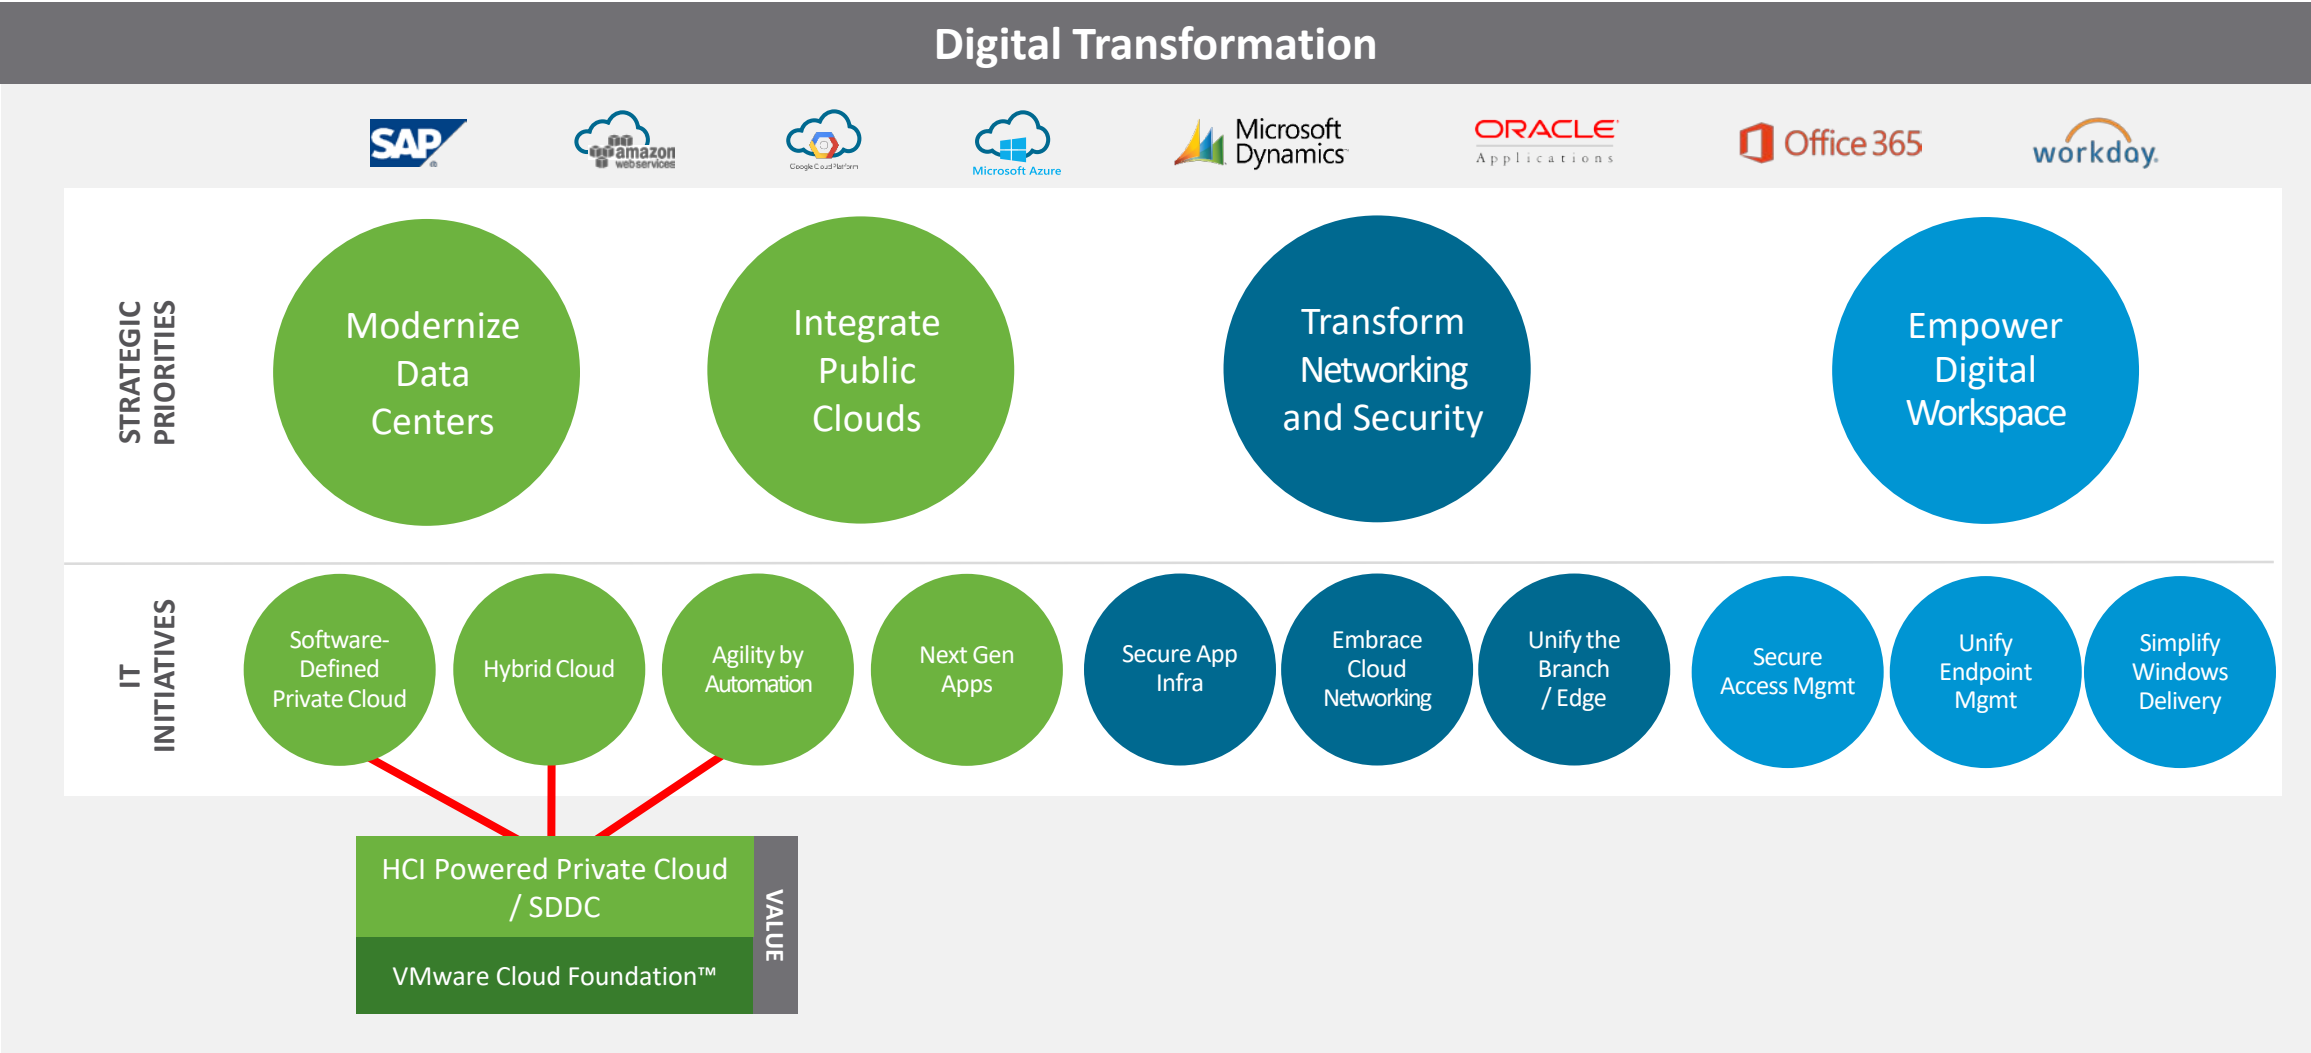 Digital Transformation
SAP
amazon
webservices
Google Cloud Platform
Microsoft Azure
Microsoft
Dynamics
ORACLE
Applications
Office 365
workday.
STRATEGIC
PRIORITIES
Modernize
Data
Centers
Integrate
Public
Clouds
Transform
Networking
and Security
Empower
Digital
Workspace
IT
INITIATIVES
Software-
Defined
Private Cloud
Hybrid Cloud
Agility by
Automation
Next Gen
Apps
Secure App
Infra
Embrace
Cloud
Networking
Unify the
Branch
/ Edge
Secure
Access Mgmt
Unify
Endpoint
Mgmt
Simplify
Windows
Delivery
HCI Powered Private Cloud
/ SDDC
VMware Cloud Foundation™
VALUE